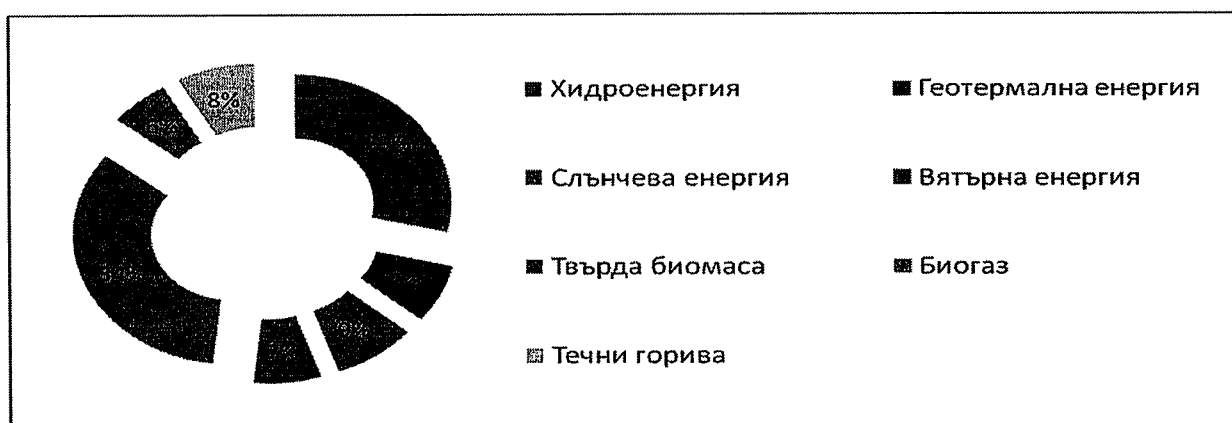 8%
Хидроенергия
Геотермална енергия
Слънчева енергия
Вятърна енергия
Твърда биомаса
Биогаз
Течни горива